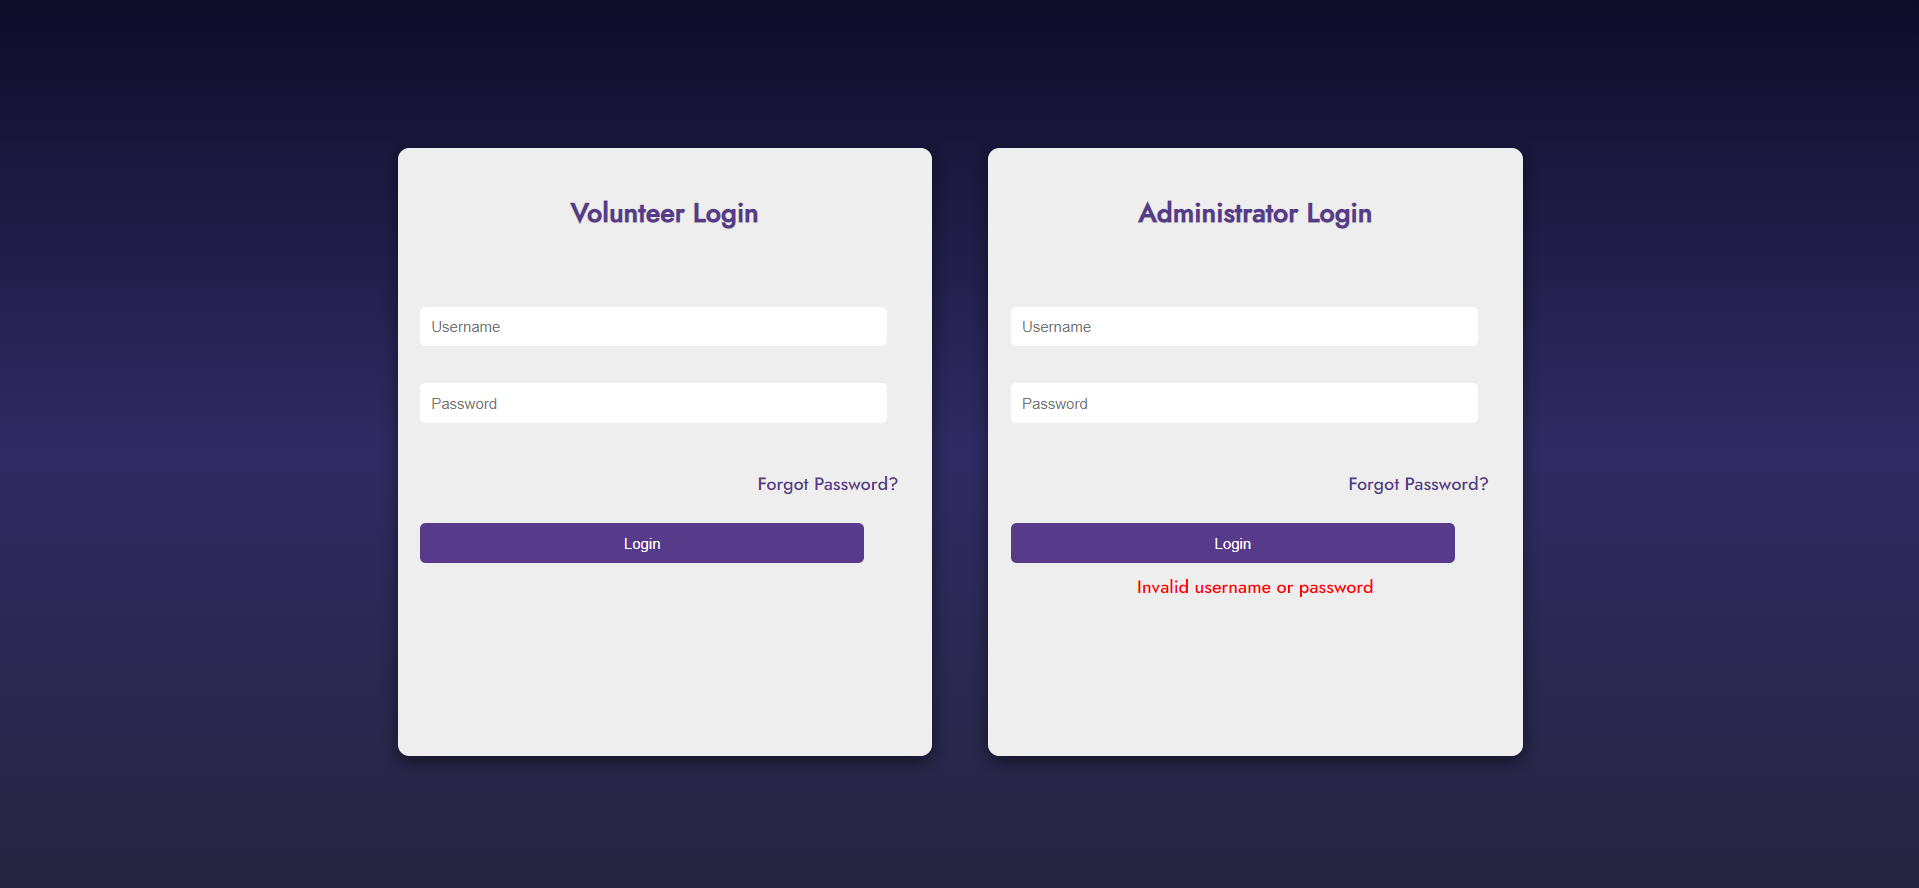 Volunteer Login
Username
Password
Forgot Password?
Login
Administrator Login
Username
Password
Forgot Password?
Login
Invalid username or password